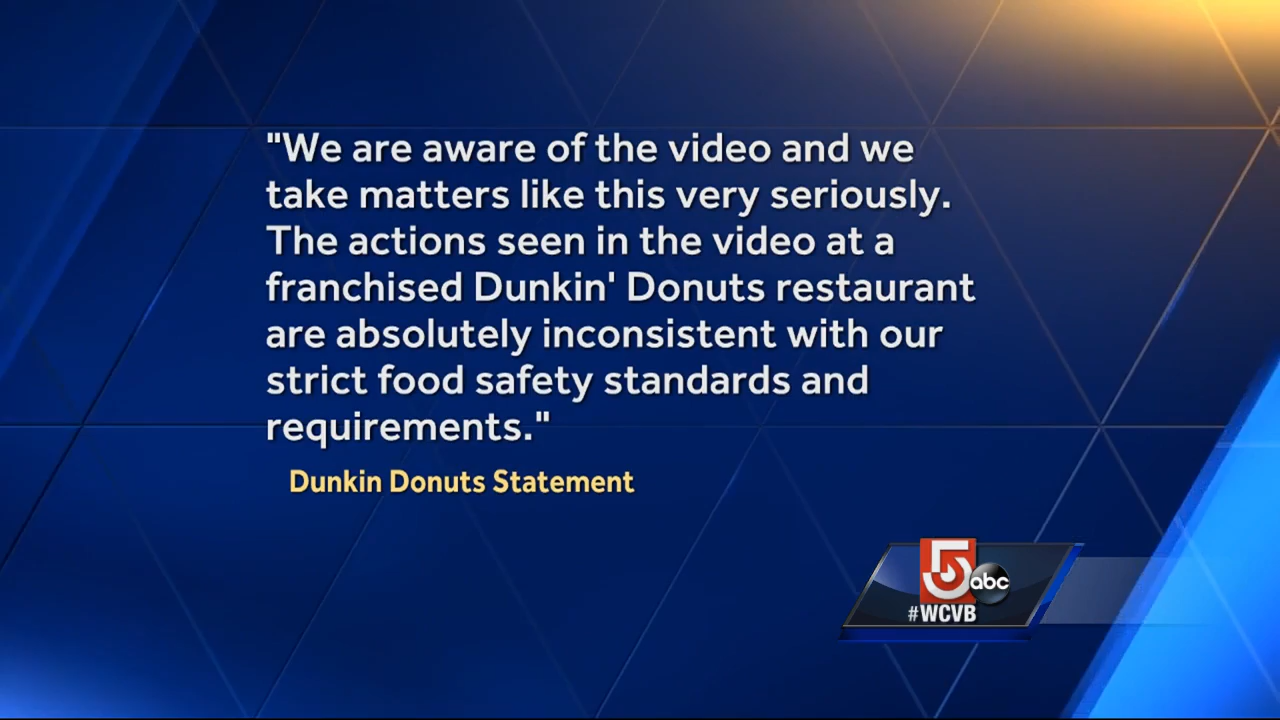 "We are aware of the video and we
take matters like this very seriously.
The actions seen in the video at a
franchised Dunkin' Donuts restaurant
are absolutely inconsistent with our
strict food safety standards and
requirements."
Dunkin Donuts Statement
5 abc
#WCVB